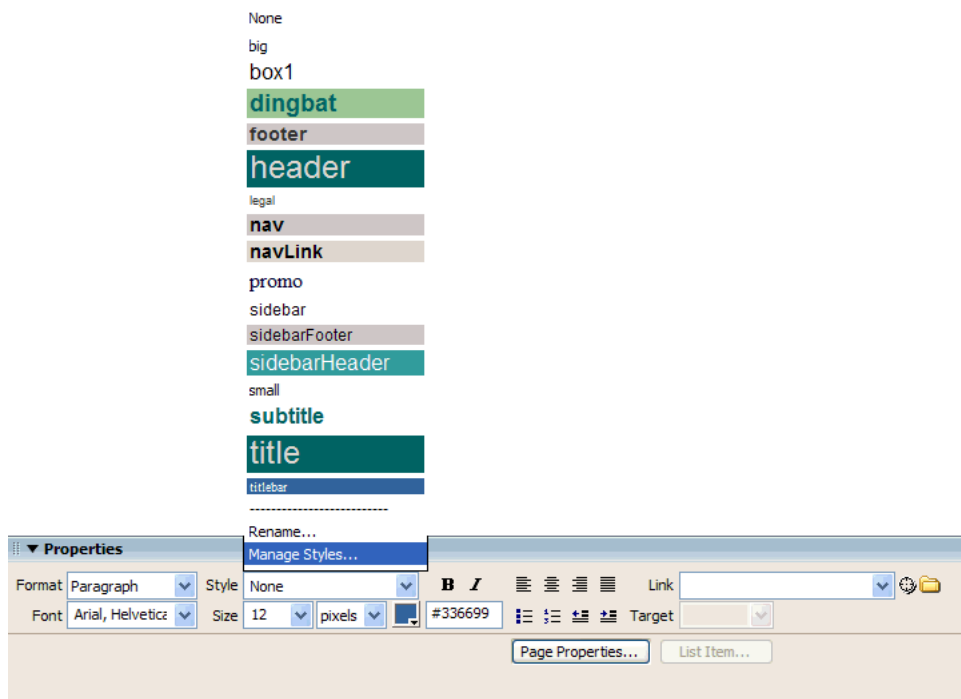 None
big
box1
dingbat
footer
header
legal
nav
navLink
promo
sidebar
sidebarFooter
sidebarHeader
small
subtitle
title
titlebar
--------------------------
Rename...
Manage Styles...
Properties
Format Paragraph Style None B I Link
Font Arial, Helvetica Size 12 pixels #336699 Target
Page Properties... List Item...